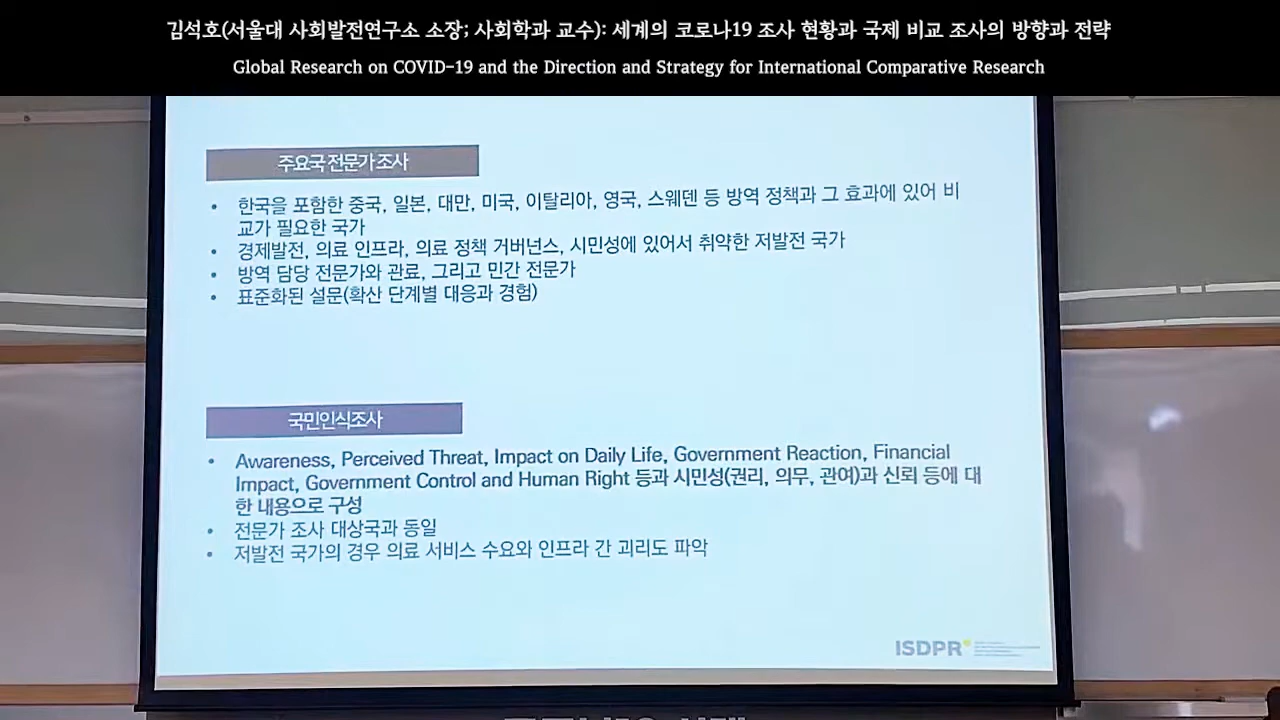 김석호(서울대 사회발전연구소 소장; 사회학과 교수): 세계의 코로나19 조사 현황과 국제 비교 조사의 방향과 전략
Global Research on COVID-19 and the Direction and Strategy for International Comparative Research
주요국 전문가 조사
• 한국을 포함한 중국, 일본, 대만, 미국, 이탈리아, 영국, 스웨덴 등 방역 정책과 그 효과에 있어 비
교가 필요한 국가
• 경제발전, 의료 인프라, 의료 정책 거버넌스, 시민성에 있어서 취약한 저발전 국가
• 방역 담당 전문가와 관료, 그리고 민간 전문가
• 표준화된 설문(확산 단계별 대응과 경험)
국민인식조사
• Awareness, Perceived Threat, Impact on Daily Life, Government Reaction, Financial
Impact, Government Control and Human Right 등과 시민성(권리, 의무, 관여)과 신뢰 등에 대
한 내용으로 구성
• 전문가 조사 대상국과 동일
• 저발전 국가의 경우 의료 서비스 수요와 인프라 간 괴리도 파악
ISDPR